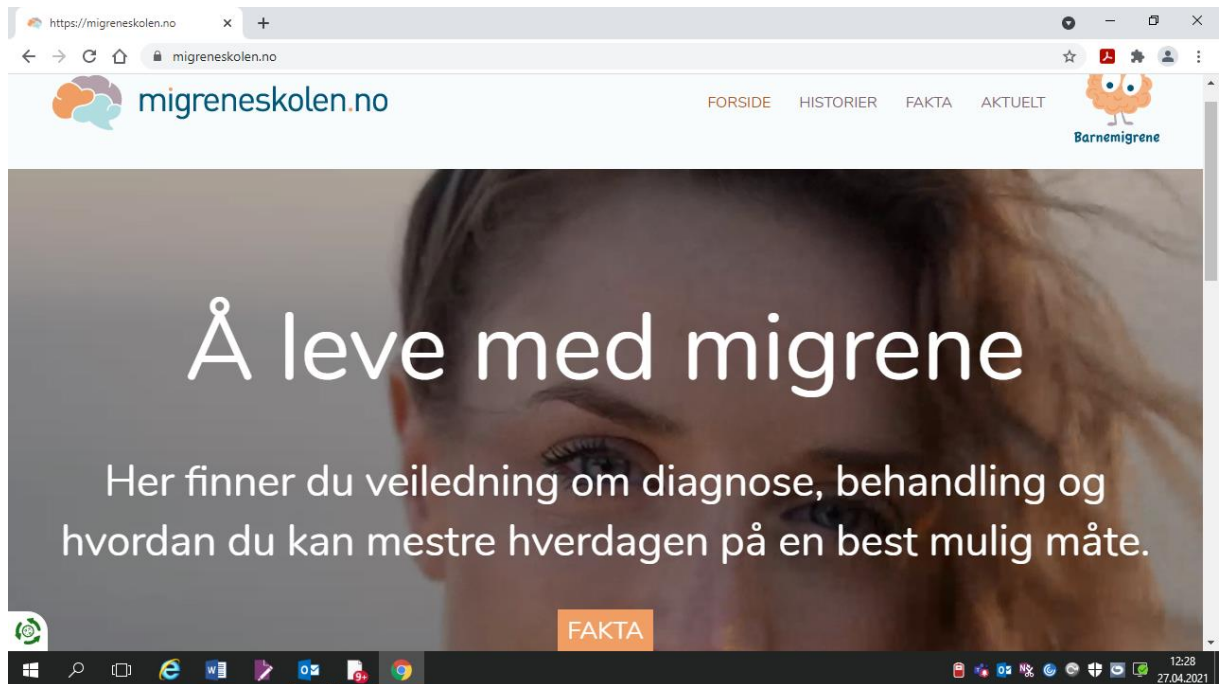 https://migreneskolen.no
migreneskolen.no
migreneskolen.no
FORSIDE HISTORIER FAKTA AKTUELT
Barnemigrene
Å leve med migrene
Her finner du veiledning om diagnose, behandling og
hvordan du kan mestre hverdagen på en best mulig måte.
FAKTA
9+
12:28
27.04.2021